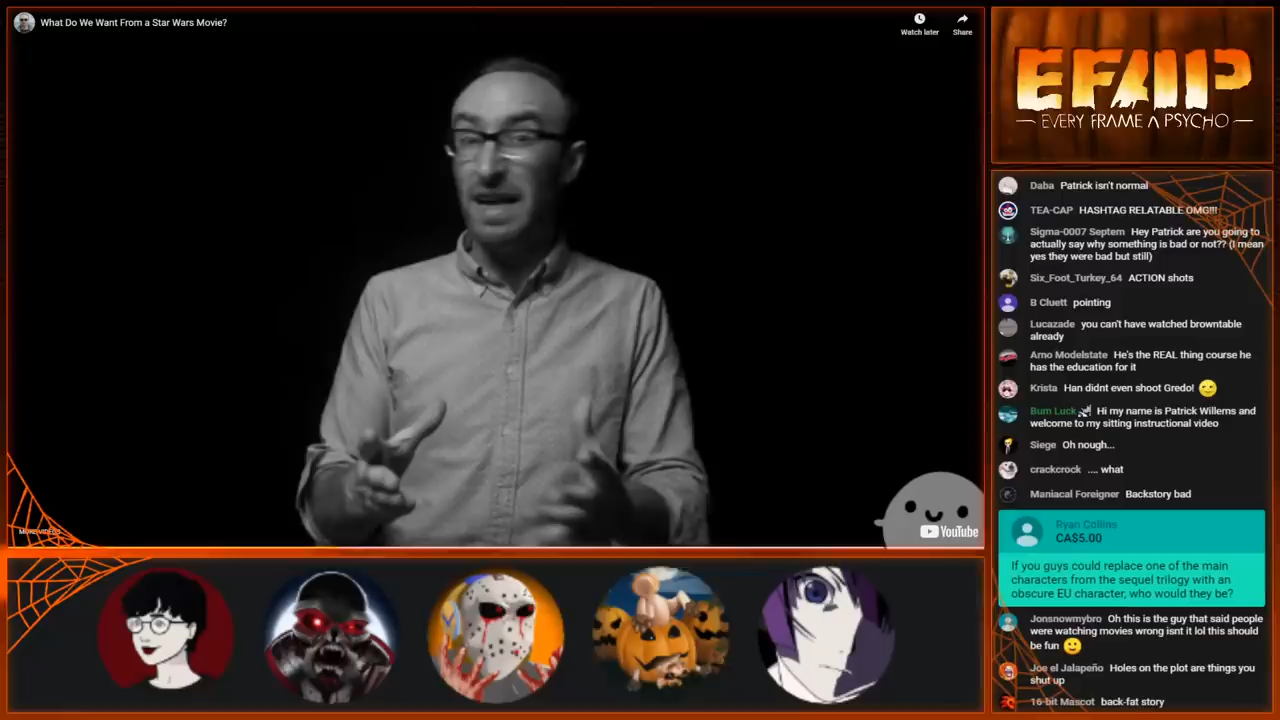 What Do We Want From a Star Wars Movie?
Watch later
Share
MORE VIDEOS
YouTube
EFAP
EVERY FRAME A PSYCHO
Daba Patrick isn't normal
TEA-CAP HASHTAG RELATABLE OMG!!!
Sigma-0007 Septem Hey Patrick are you going to
actually say why something is bad or not?? (I mean
yes they were bad but still)
Six_Foot_Turkey_64 ACTION shots
B Cluett pointing
Lucazade you can't have watched browntable
already
Arno Modelstate He's the REAL thing course he
has the education for it
Krista Han didnt even shoot Gredo!
Bum Luck Hi my name is Patrick Willems and
welcome to my sitting instructional video
Siege Oh nough...
crackcrock .... what
Maniacal Foreigner Backstory bad
Ryan Collins
CA$5.00
If you guys could replace one of the main
characters from the sequel trilogy with an
obscure EU character, who would they be?
Jonsnowmybro Oh this is the guy that said people
were watching movies wrong isnt it lol this should
be fun
Joe el Jalapeño Holes on the plot are things you
shut up
16-bit Mascot back-fat story